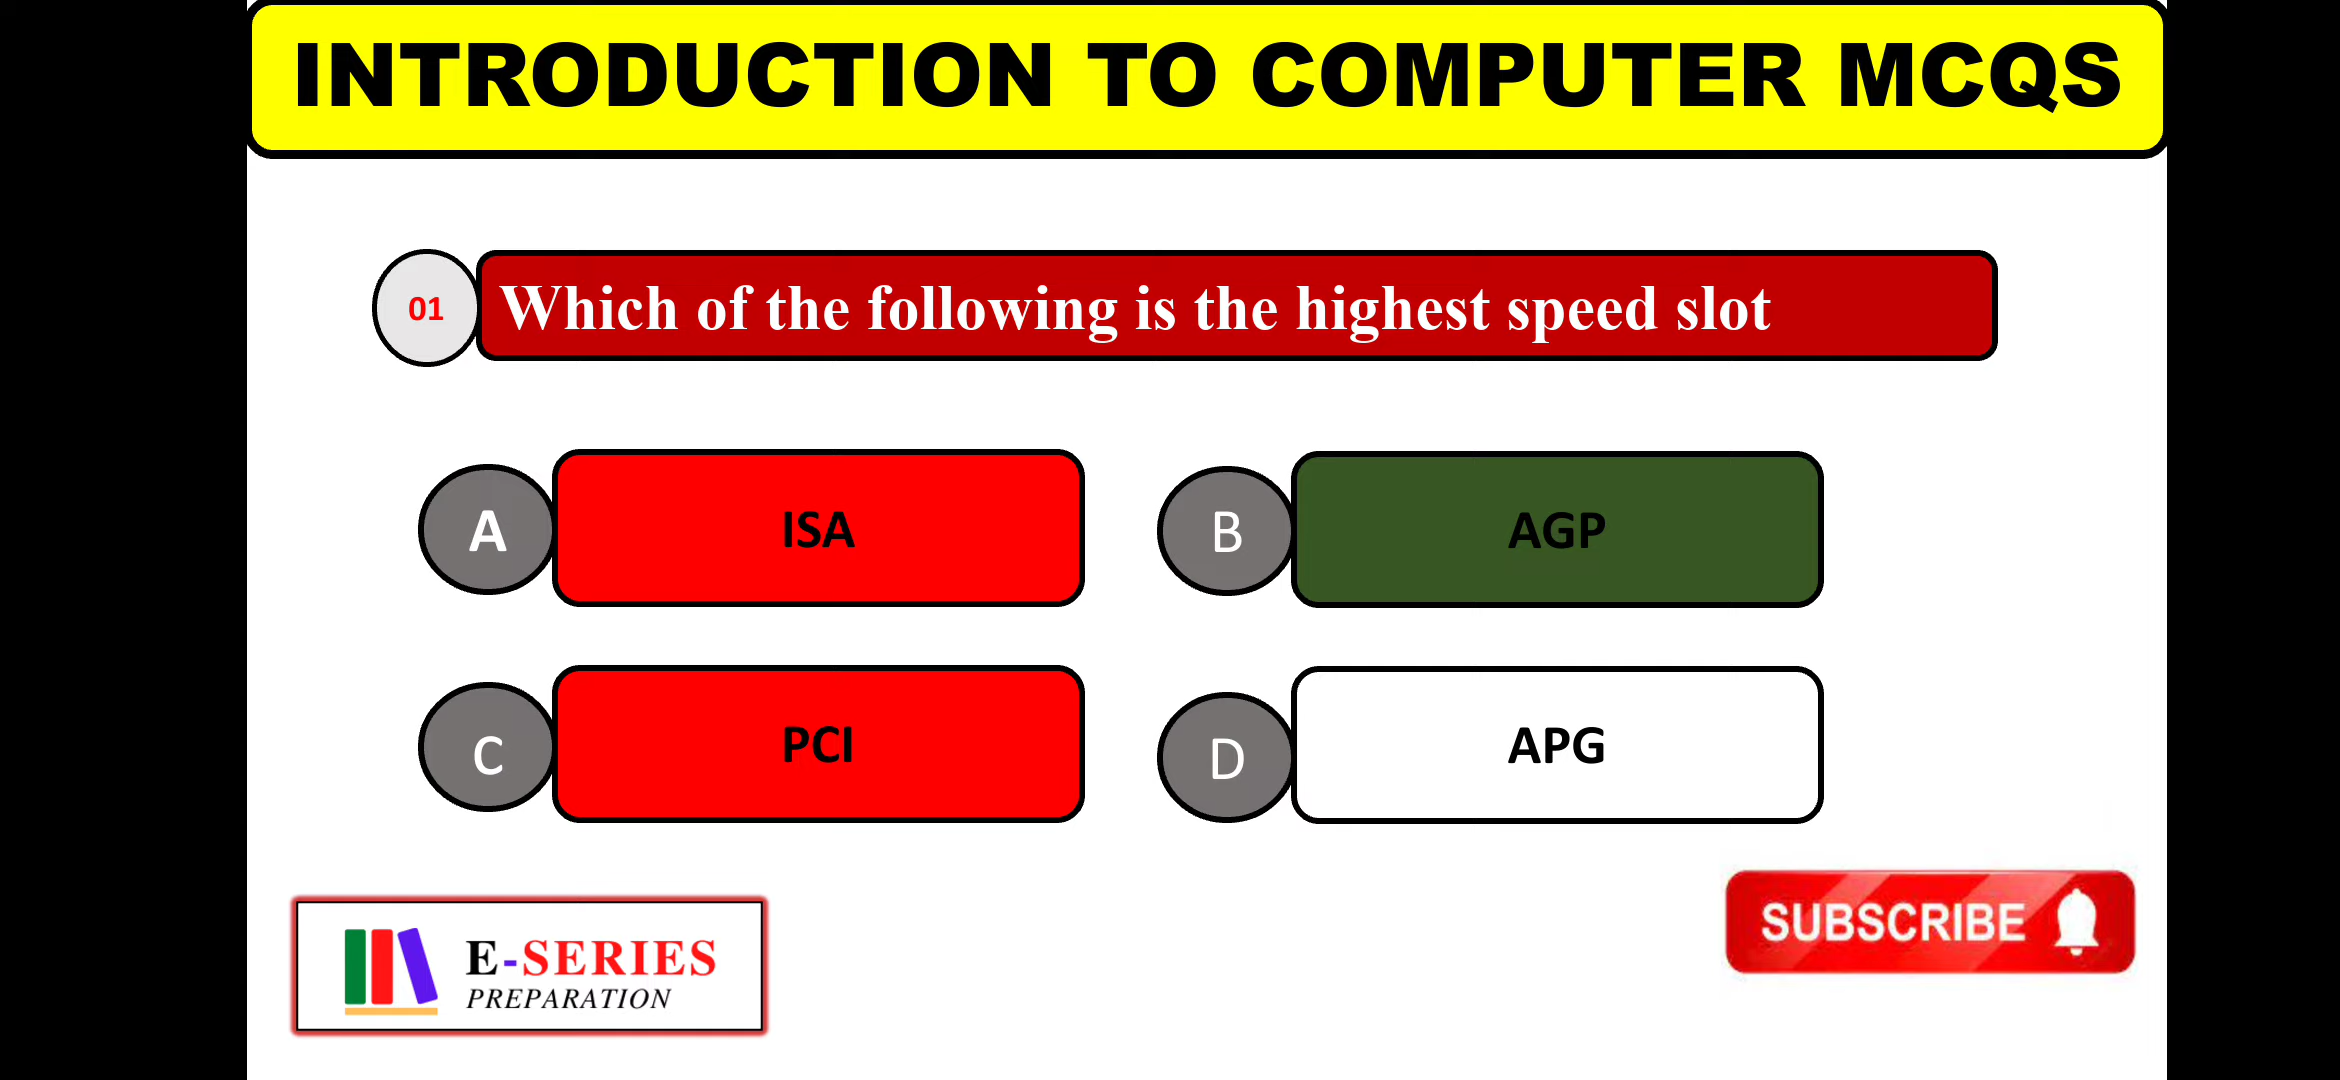 INTRODUCTION TO COMPUTER MCQS
01
Which of the following is the highest speed slot
A
ISA
B
AGP
C
PCI
D
APG
E-SERIES
PREPARATION
SUBSCRIBE